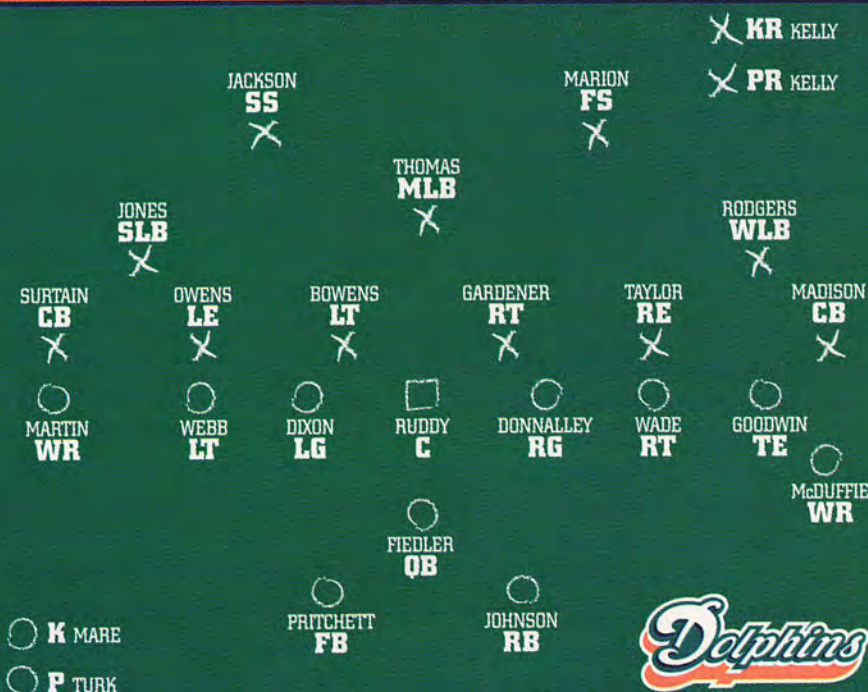 KR KELLY
PR KELLY
JACKSON
SS
MARION
FS
THOMAS
MLB
JONES
SLB
RODGERS
WLB
SURTAIN
CB
OWENS
LE
BOWENS
LT
GARDENER
RT
TAYLOR
RE
MADISON
CB
MARTIN
WR
WEBB
LT
DIXON
LG
RUDDY
C
DONNALLEY
RG
WADE
RT
GOODWIN
TE
McDUFFIE
WR
FIEDLER
QB
PRITCHETT
FB
JOHNSON
RB
K MARE
P TURK
Dolphins